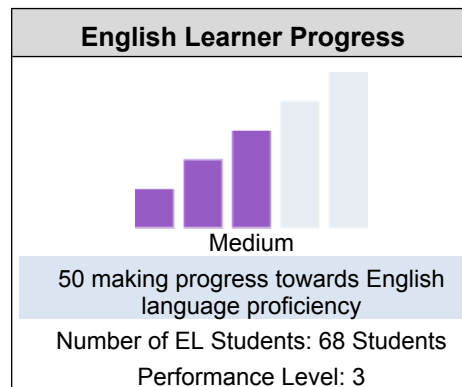 English Learner Progress
Medium
50 making progress towards English
language proficiency
Number of EL Students: 68 Students
Performance Level: 3